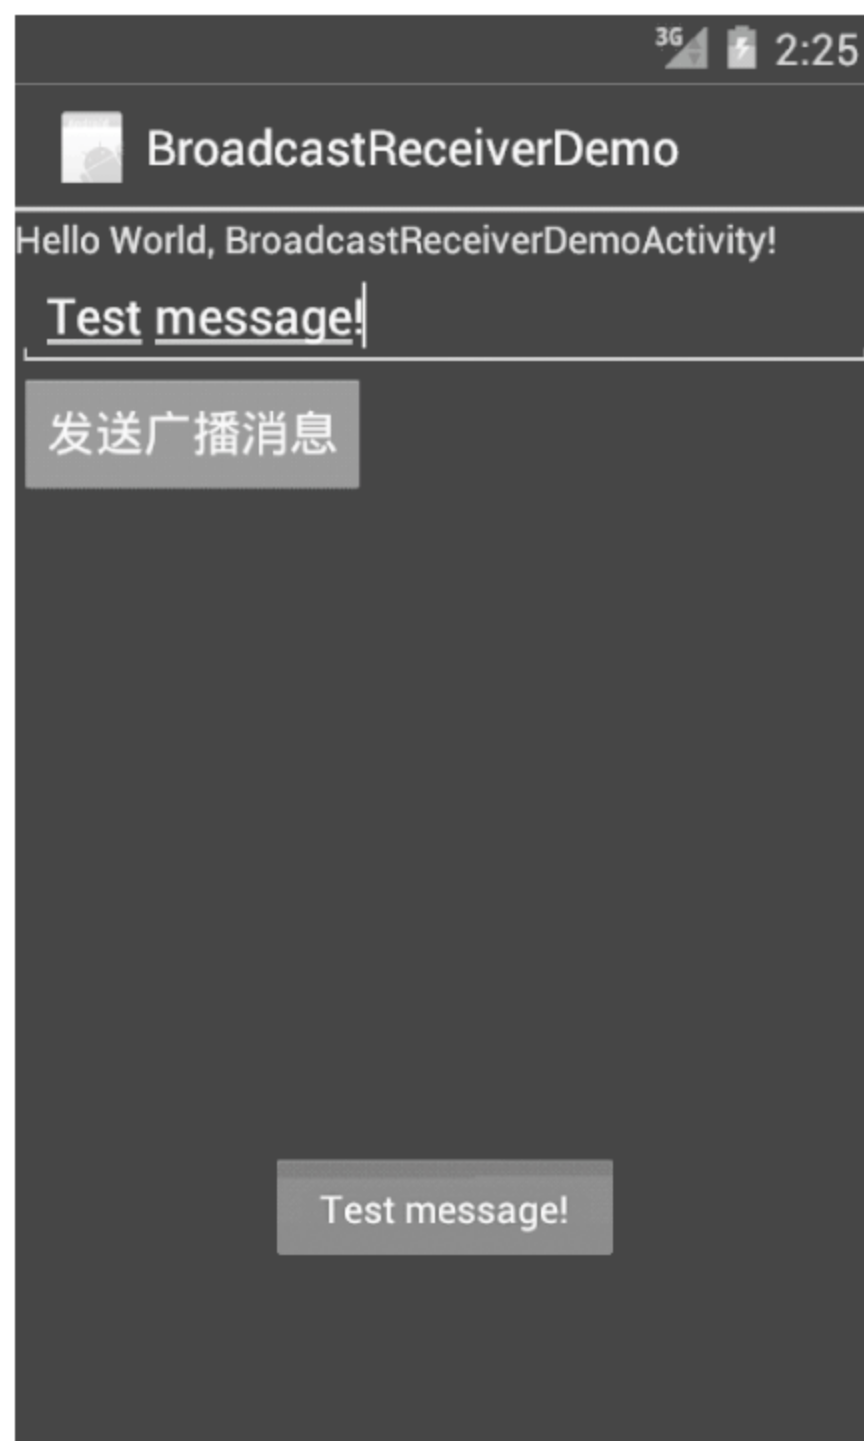 3G 2:25
BroadcastReceiverDemo
Hello World, BroadcastReceiverDemoActivity!
Test message!
发送广播消息
Test message!